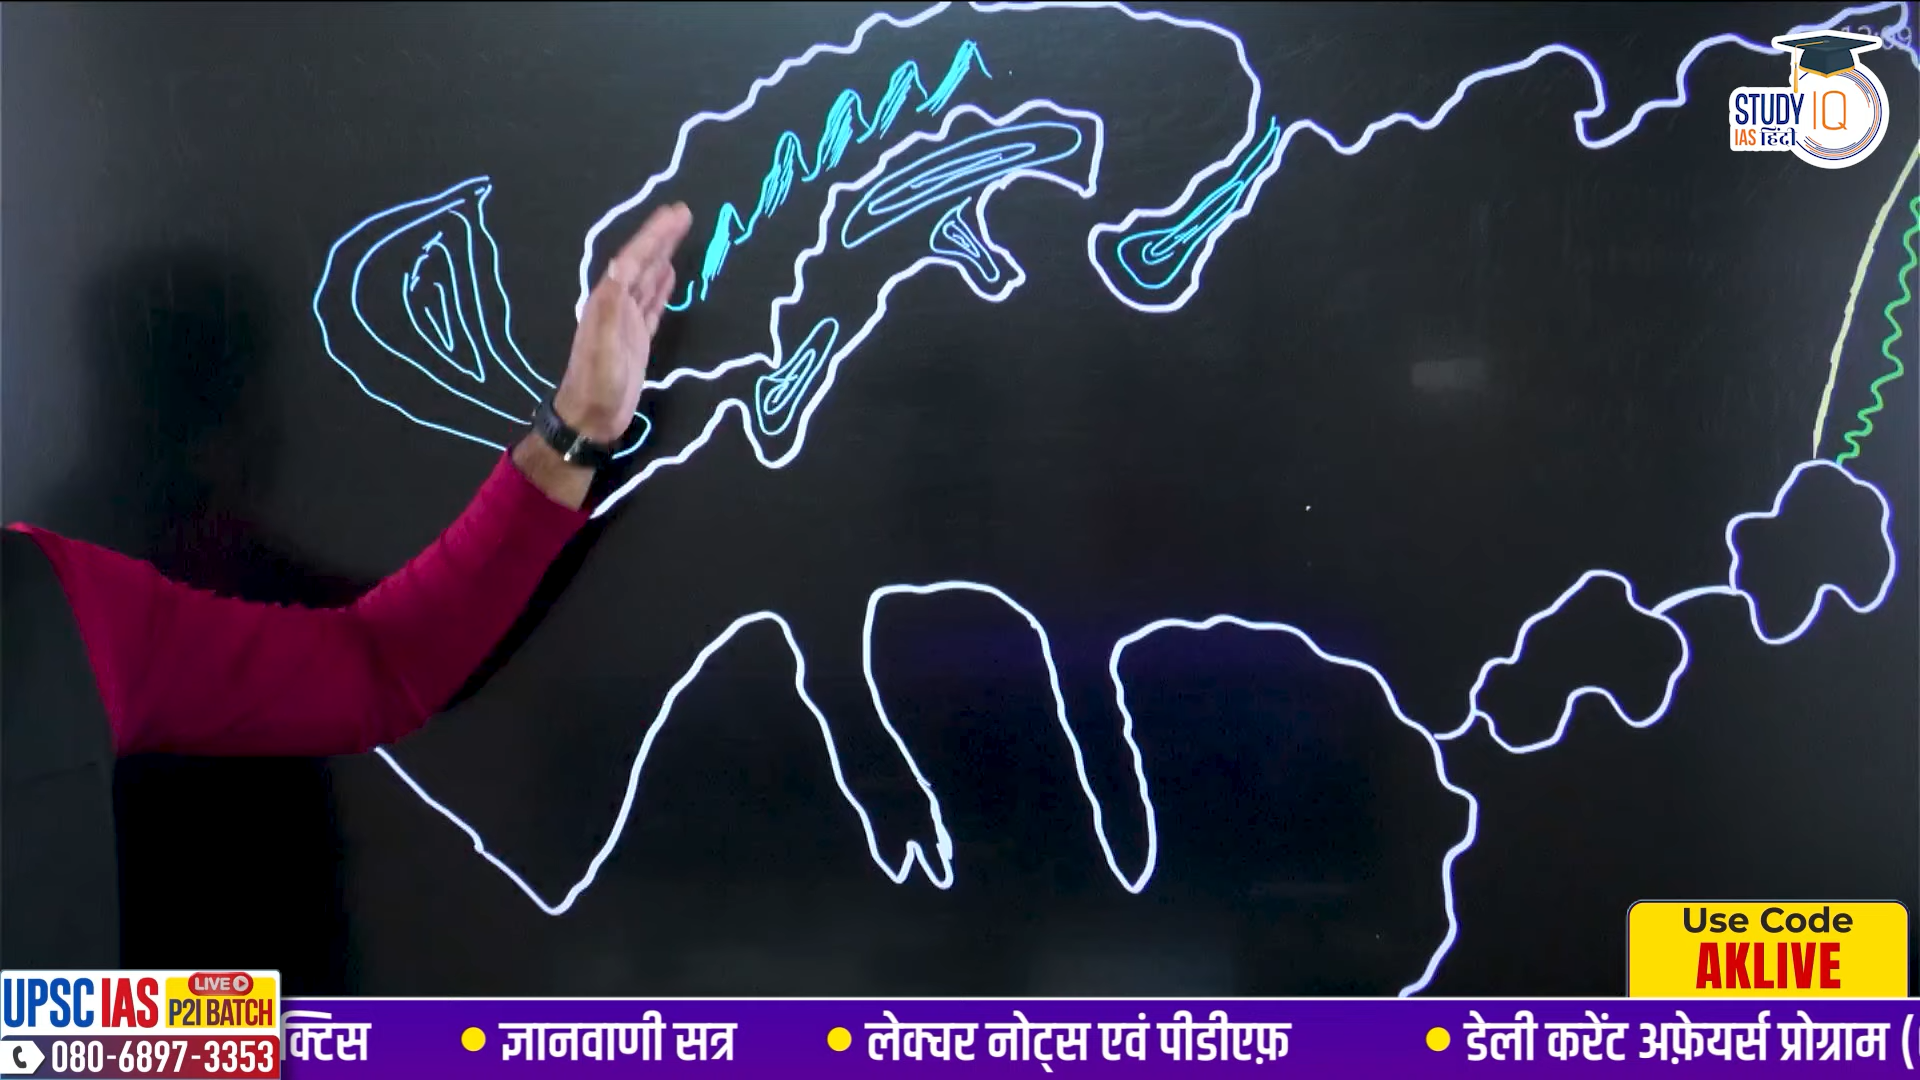 STUDY IQ
IAS हिंदी
Use Code
AKLIVE
UPSC IAS
LIVE
P2I BATCH
080-6897-3353
क्टिस • ज्ञानवाणी सत्र • लेक्चर नोट्स एवं पीडीएफ़ • डेली करेंट अफ़ेयर्स प्रोग्राम (